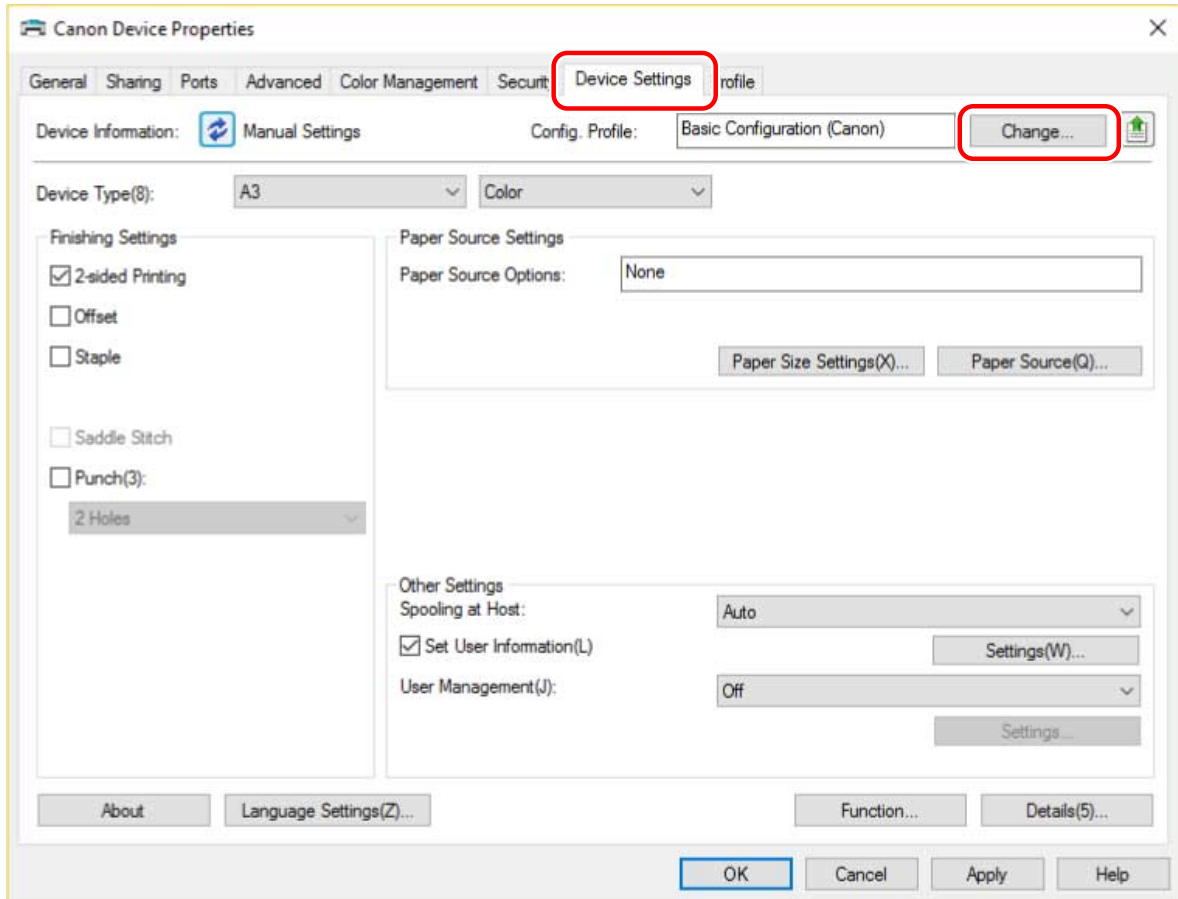 Canon Device Properties
General Sharing Ports Advanced Color Management Securit Device Settings rofile
Device Information: Manual Settings Config. Profile: Basic Configuration (Canon) Change...
Device Type(8): A3 Color
Finishing Settings
2-sided Printing
Offset
Staple
Saddle Stitch
Punch(3):
2 Holes
Paper Source Settings
Paper Source Options: None
Paper Size Settings(X)... Paper Source(Q)...
Other Settings
Spooling at Host: Auto
Set User Information(L) Settings(W)...
User Management(J): Off
Settings...
About Language Settings(Z)... Function... Details(5)...
OK Cancel Apply Help